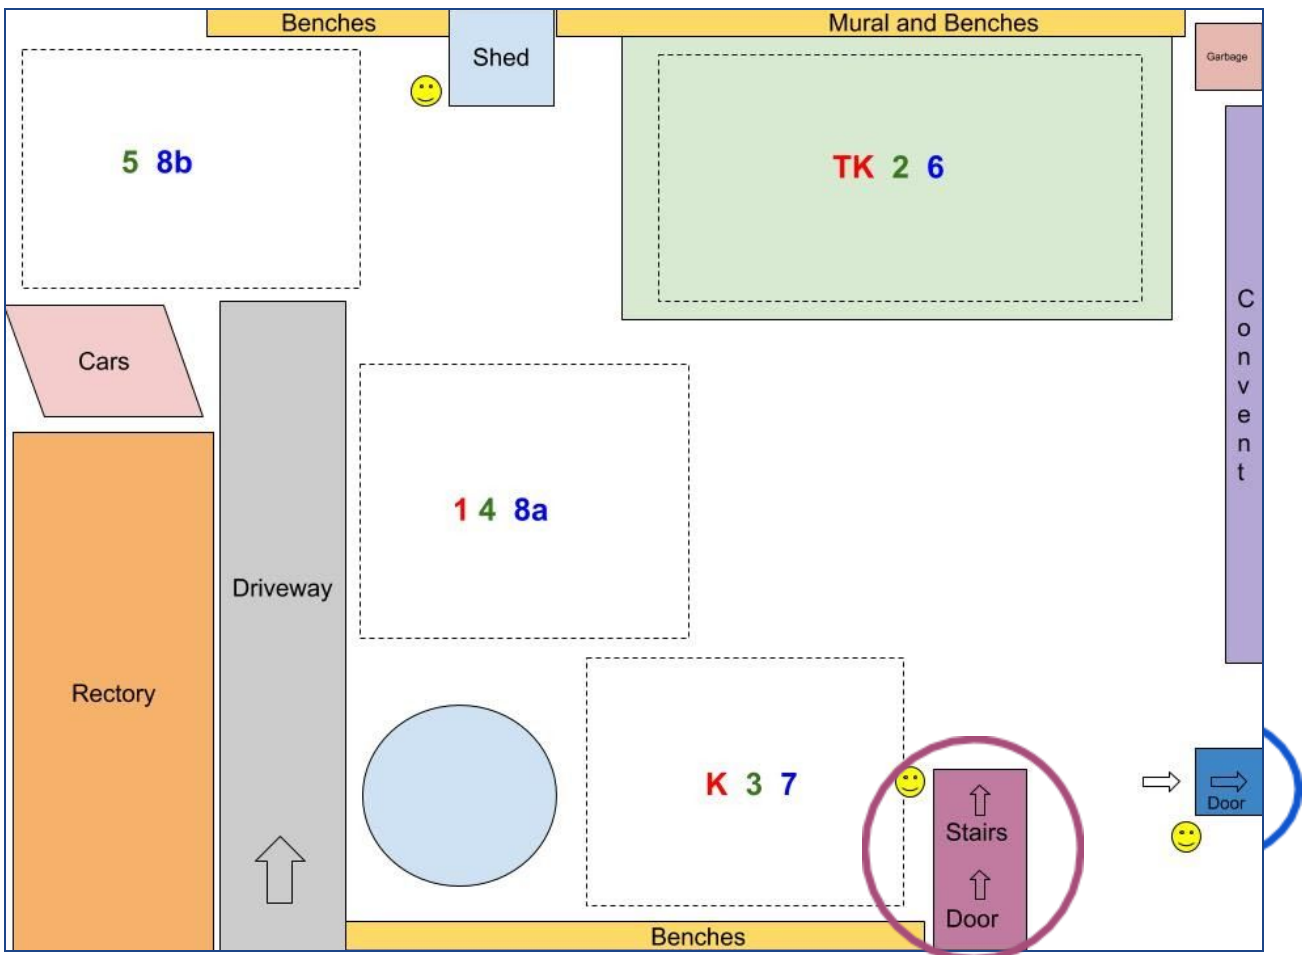 Benches
Mural and Benches
Shed
Garbage
5 8b
TK 2 6
Cars
Convent
1 4 8a
Driveway
Rectory
K 3 7
Stairs
Door
Door
Benches